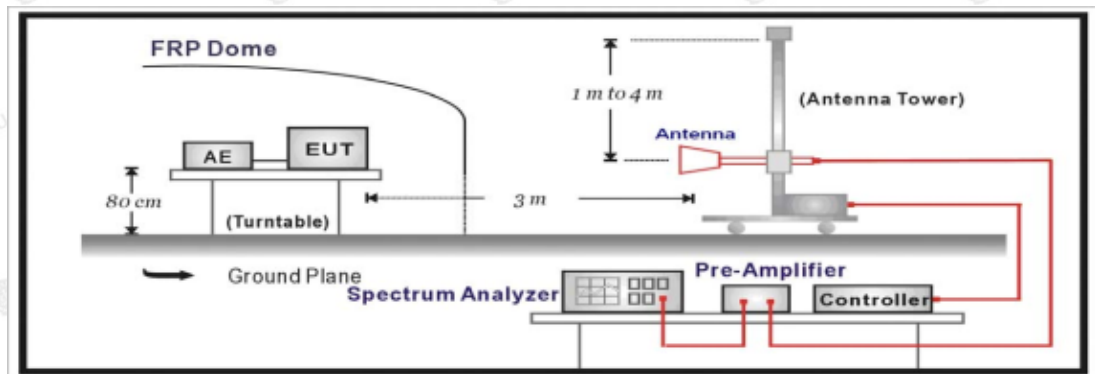 FRP Dome
1 m to 4 m
(Antenna Tower)
Antenna
AE
EUT
80 cm
3 m
(Turntable)
Ground Plane
Pre-Amplifier
Spectrum Analyzer
Controller